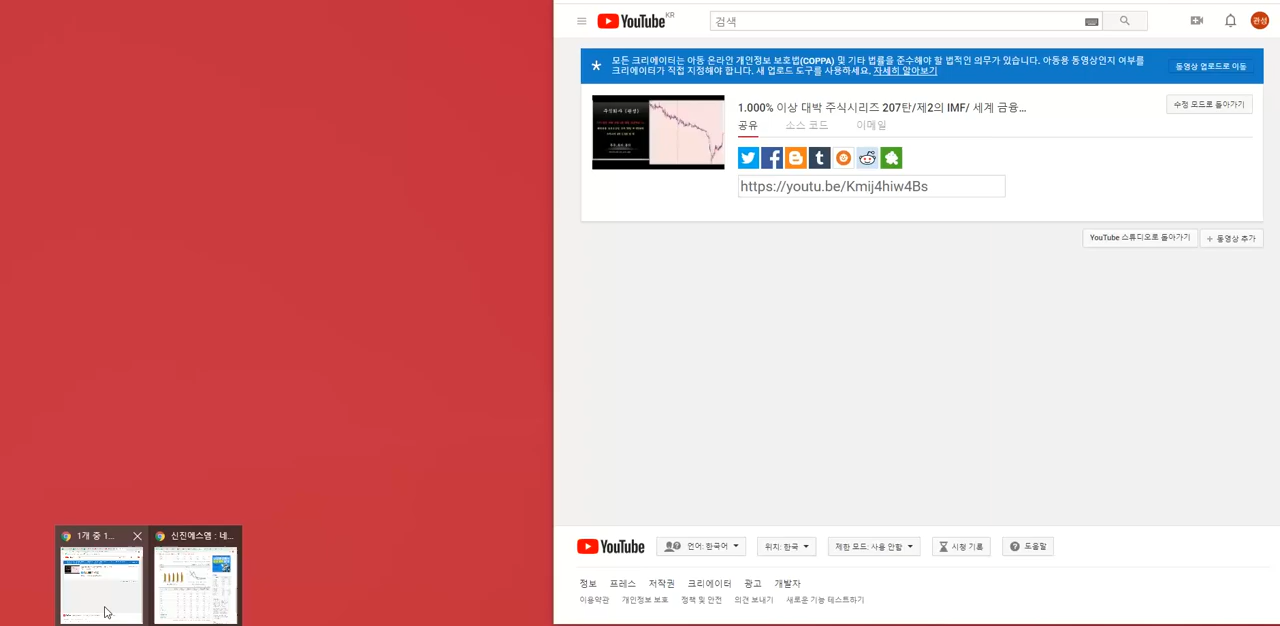 YouTube KR
검색
관성
모든 크리에이터는 아동 온라인 개인정보 보호법(COPPA) 및 기타 법률을 준수해야 할 법적인 의무가 있습니다. 아동용 동영상인지 여부를
크리에이터가 직접 지정해야 합니다. 새 업로드 도구를 사용하세요. 자세히 알아보기
동영상 업로드로 이동
1.000% 이상 대박 주식시리즈 207탄/제2의 IMF/ 세계 금융...
수정 모드로 돌아가기
공유 소스 코드 이메일
https://youtu.be/Kmij4hiw4Bs
YouTube 스튜디오로 돌아가기
+ 동영상 추가
1개 중 1...
신진에스엠 : 네...
YouTube
언어: 한국어
위치: 한국
제한 모드: 사용 안함
시청 기록
도움말
정보 프레스 저작권 크리에이터 광고 개발자
이용약관 개인정보 보호 정책 및 안전 의견 보내기 새로운 기능 테스트하기